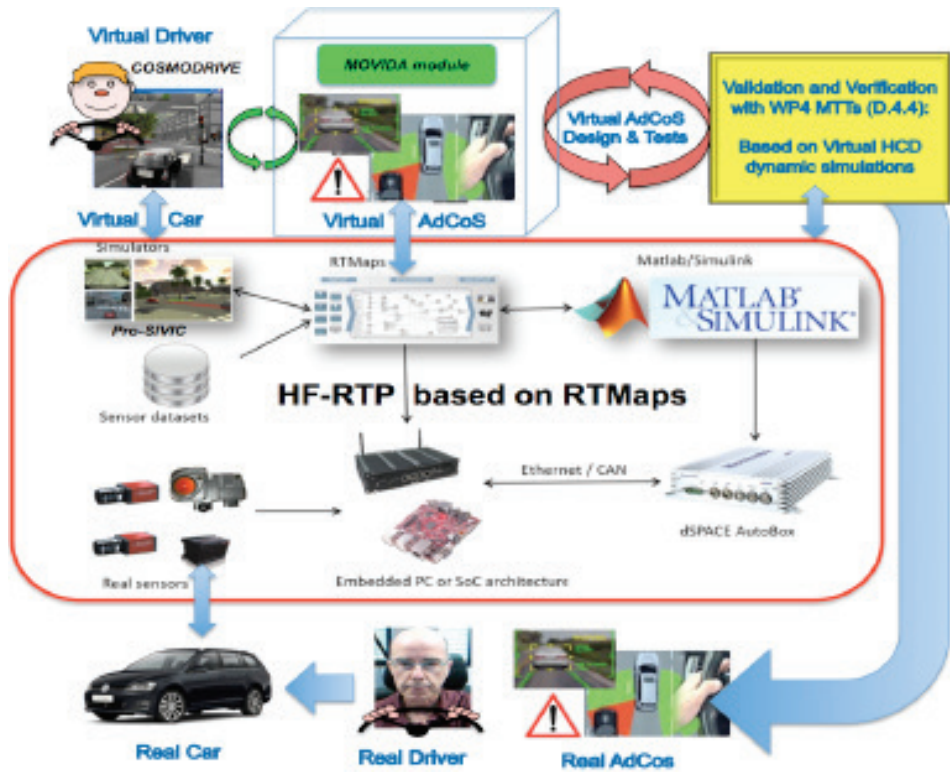 Virtual Driver
COSMODRIVE
MOVIDA module
Virtual AdCoS
Design & Tests
Validation and Verification
with WP4 MTTs (D.4.4):
Based on Virtual HCD
dynamic simulations
Virtual Car
Virtual AdCoS
Simulators
RTMaps
Matlab/Simulink
Pro-SIVIC
MATLAB
&SIMULINK®
Sensor datasets
HF-RTP based on RTMaps
Ethernet / CAN
dSPACE AutoBox
Real sensors
Embedded PC or SoC architecture
Real Car
Real Driver
Real AdCos